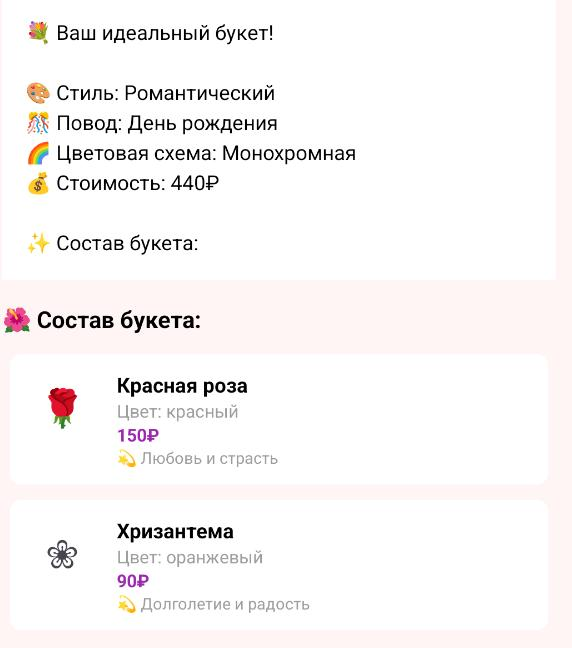 💐 Ваш идеальный букет!
🎨 Стиль: Романтический
🎊 Повод: День рождения
🌈 Цветовая схема: Монохромная
💰 Стоимость: 440₽
✨ Состав букета:
🌺 Состав букета:
Красная роза
Цвет: красный
150₽
💫 Любовь и страсть
Хризантема
Цвет: оранжевый
90₽
💫 Долголетие и радость